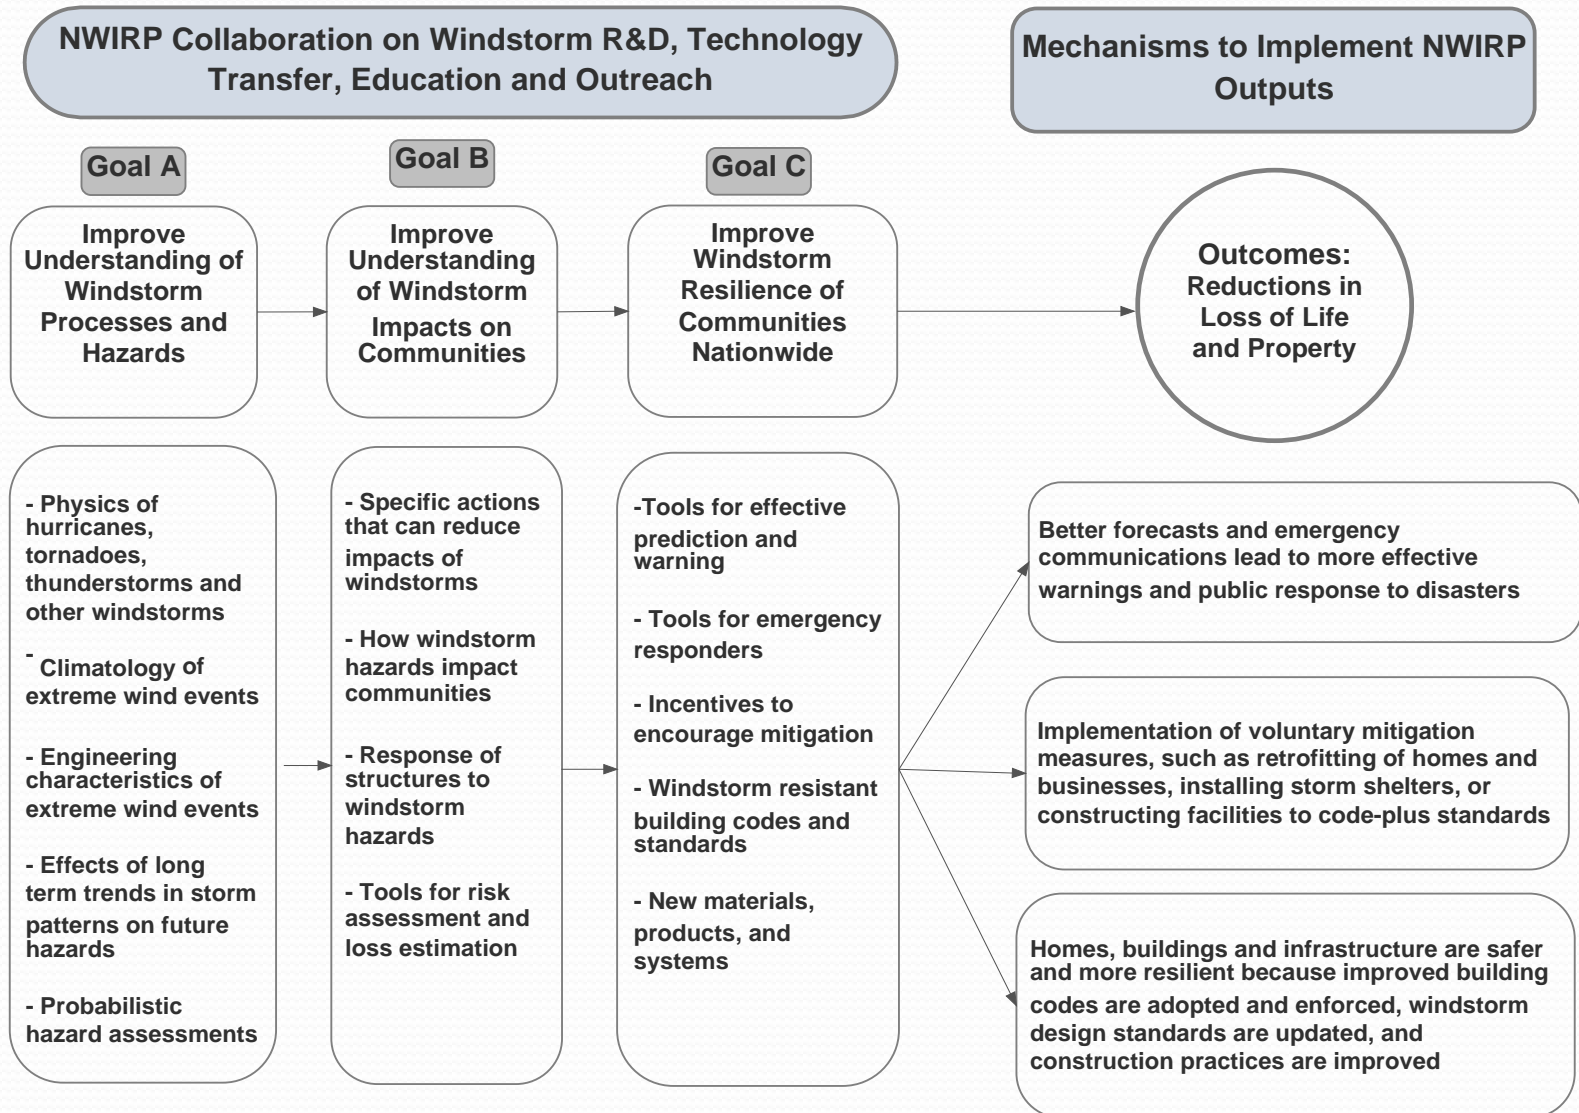 NWIRP Collaboration on Windstorm R&D, Technology
Transfer, Education and Outreach
Mechanisms to Implement NWIRP
Outputs
Goal A
Goal B
Goal C
Improve
Understanding of
Windstorm
Processes and
Hazards
Improve
Understanding
of Windstorm
Impacts on
Communities
Improve
Windstorm
Resilience of
Communities
Nationwide
Outcomes:
Reductions in
Loss of Life
and Property
- Physics of
hurricanes,
tornadoes,
thunderstorms and
other windstorms
- Climatology of
extreme wind events
- Engineering
characteristics of
extreme wind events
- Effects of long
term trends in storm
patterns on future
hazards
- Probabilistic
hazard assessments
- Specific actions
that can reduce
impacts of
windstorms
- How windstorm
hazards impact
communities
- Response of
structures to
windstorm
hazards
- Tools for risk
assessment and
loss estimation
-Tools for effective
prediction and
warning
- Tools for emergency
responders
- Incentives to
encourage mitigation
- Windstorm resistant
building codes and
standards
- New materials,
products, and
systems
Better forecasts and emergency
communications lead to more effective
warnings and public response to disasters
Implementation of voluntary mitigation
measures, such as retrofitting of homes and
businesses, installing storm shelters, or
constructing facilities to code-plus standards
Homes, buildings and infrastructure are safer
and more resilient because improved building
codes are adopted and enforced, windstorm
design standards are updated, and
construction practices are improved